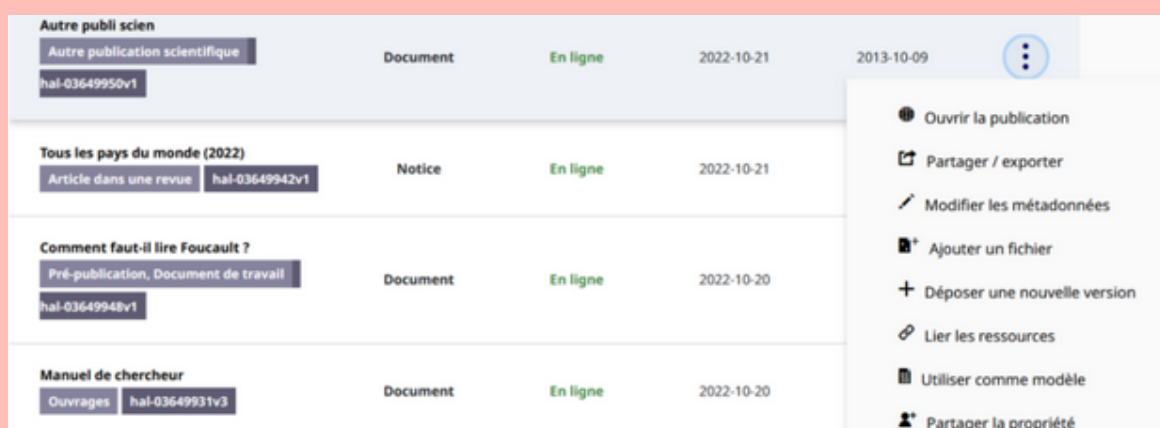 Autre publi scien
Autre publication scientifique
hal-03649950v1
Document
En ligne
2022-10-21
2013-10-09
Tous les pays du monde (2022)
Article dans une revue
hal-03649942v1
Notice
En ligne
2022-10-21
Comment faut-il lire Foucault ?
Pré-publication, Document de travail
hal-03649948v1
Document
En ligne
2022-10-20
Manuel de chercheur
Ouvrages
hal-03649931v3
Document
En ligne
2022-10-20
Ouvrir la publication
Partager / exporter
Modifier les métadonnées
Ajouter un fichier
Déposer une nouvelle version
Lier les ressources
Utiliser comme modèle
Partager la propriété